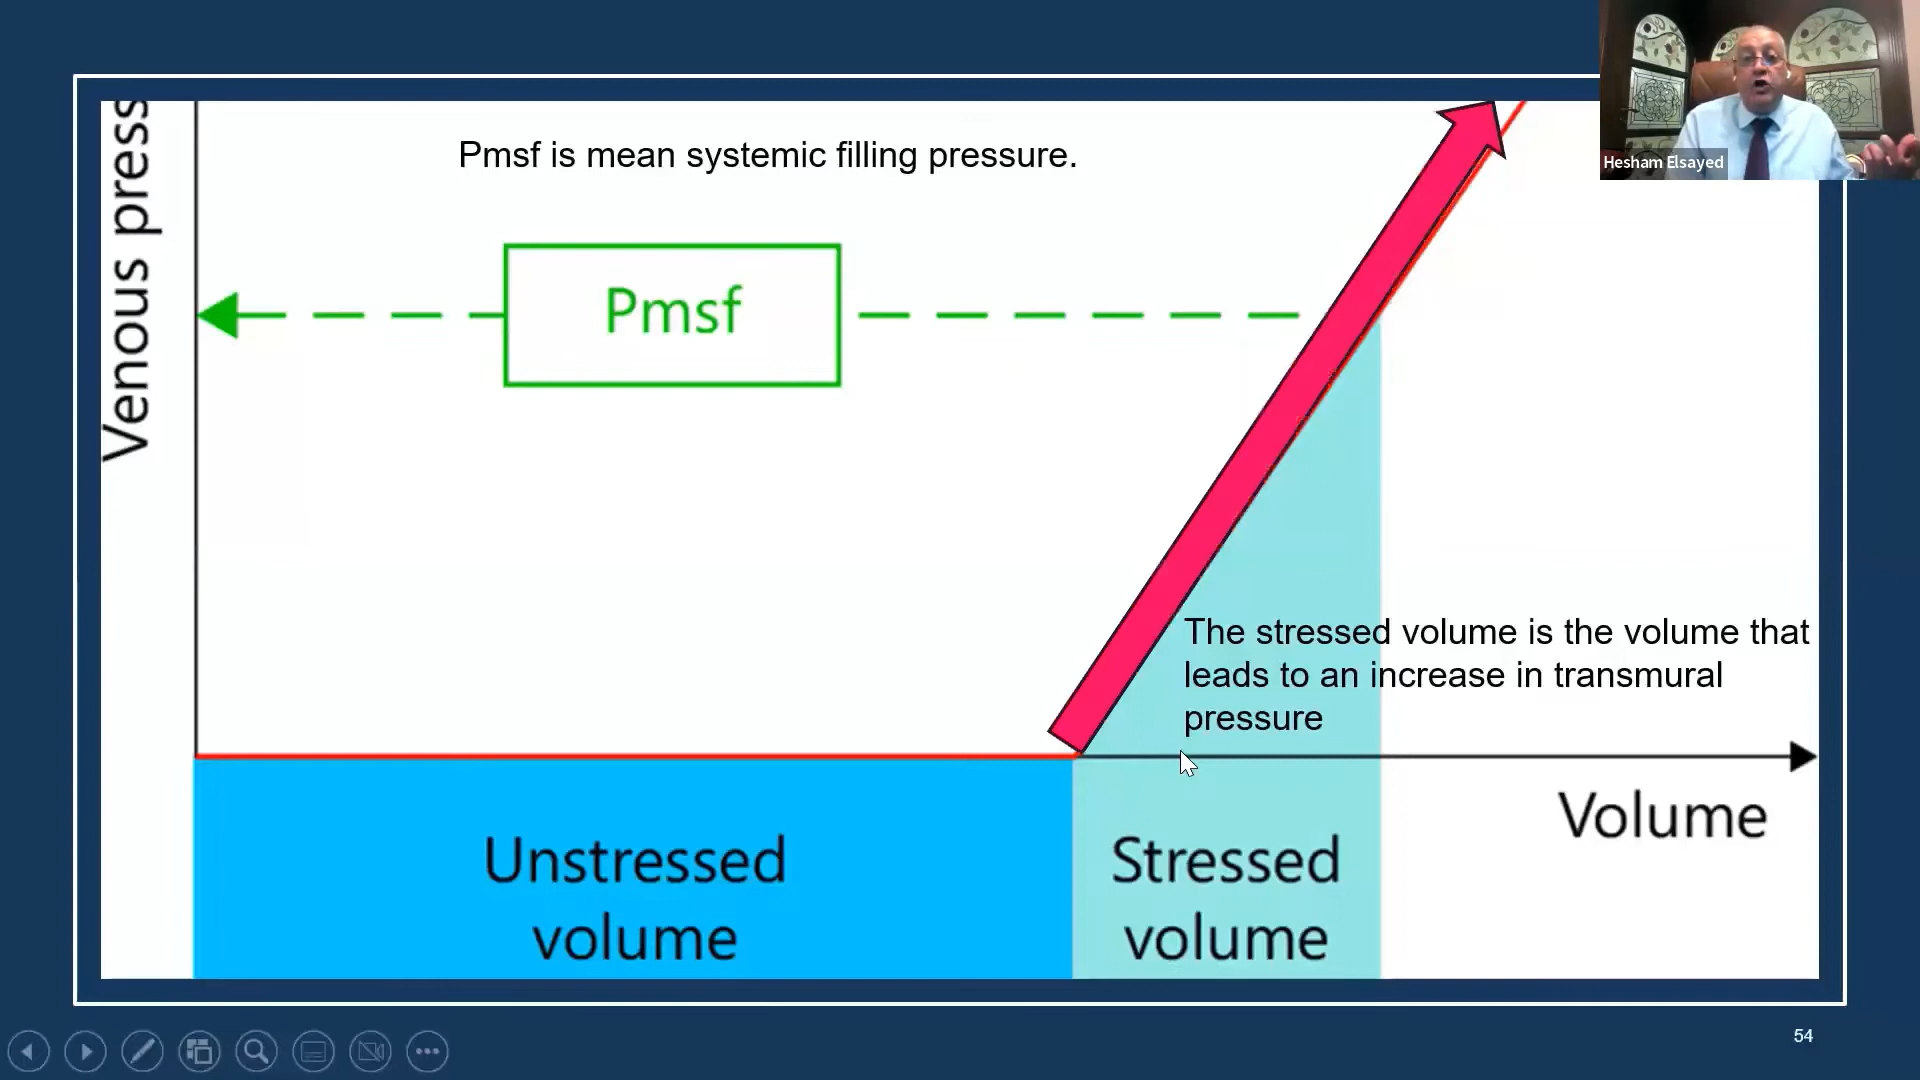 Venous press
Pmsf is mean systemic filling pressure.
Hesham Elsayed
Pmsf
The stressed volume is the volume that
leads to an increase in transmural
pressure
Volume
Unstressed
volume
Stressed
volume
54